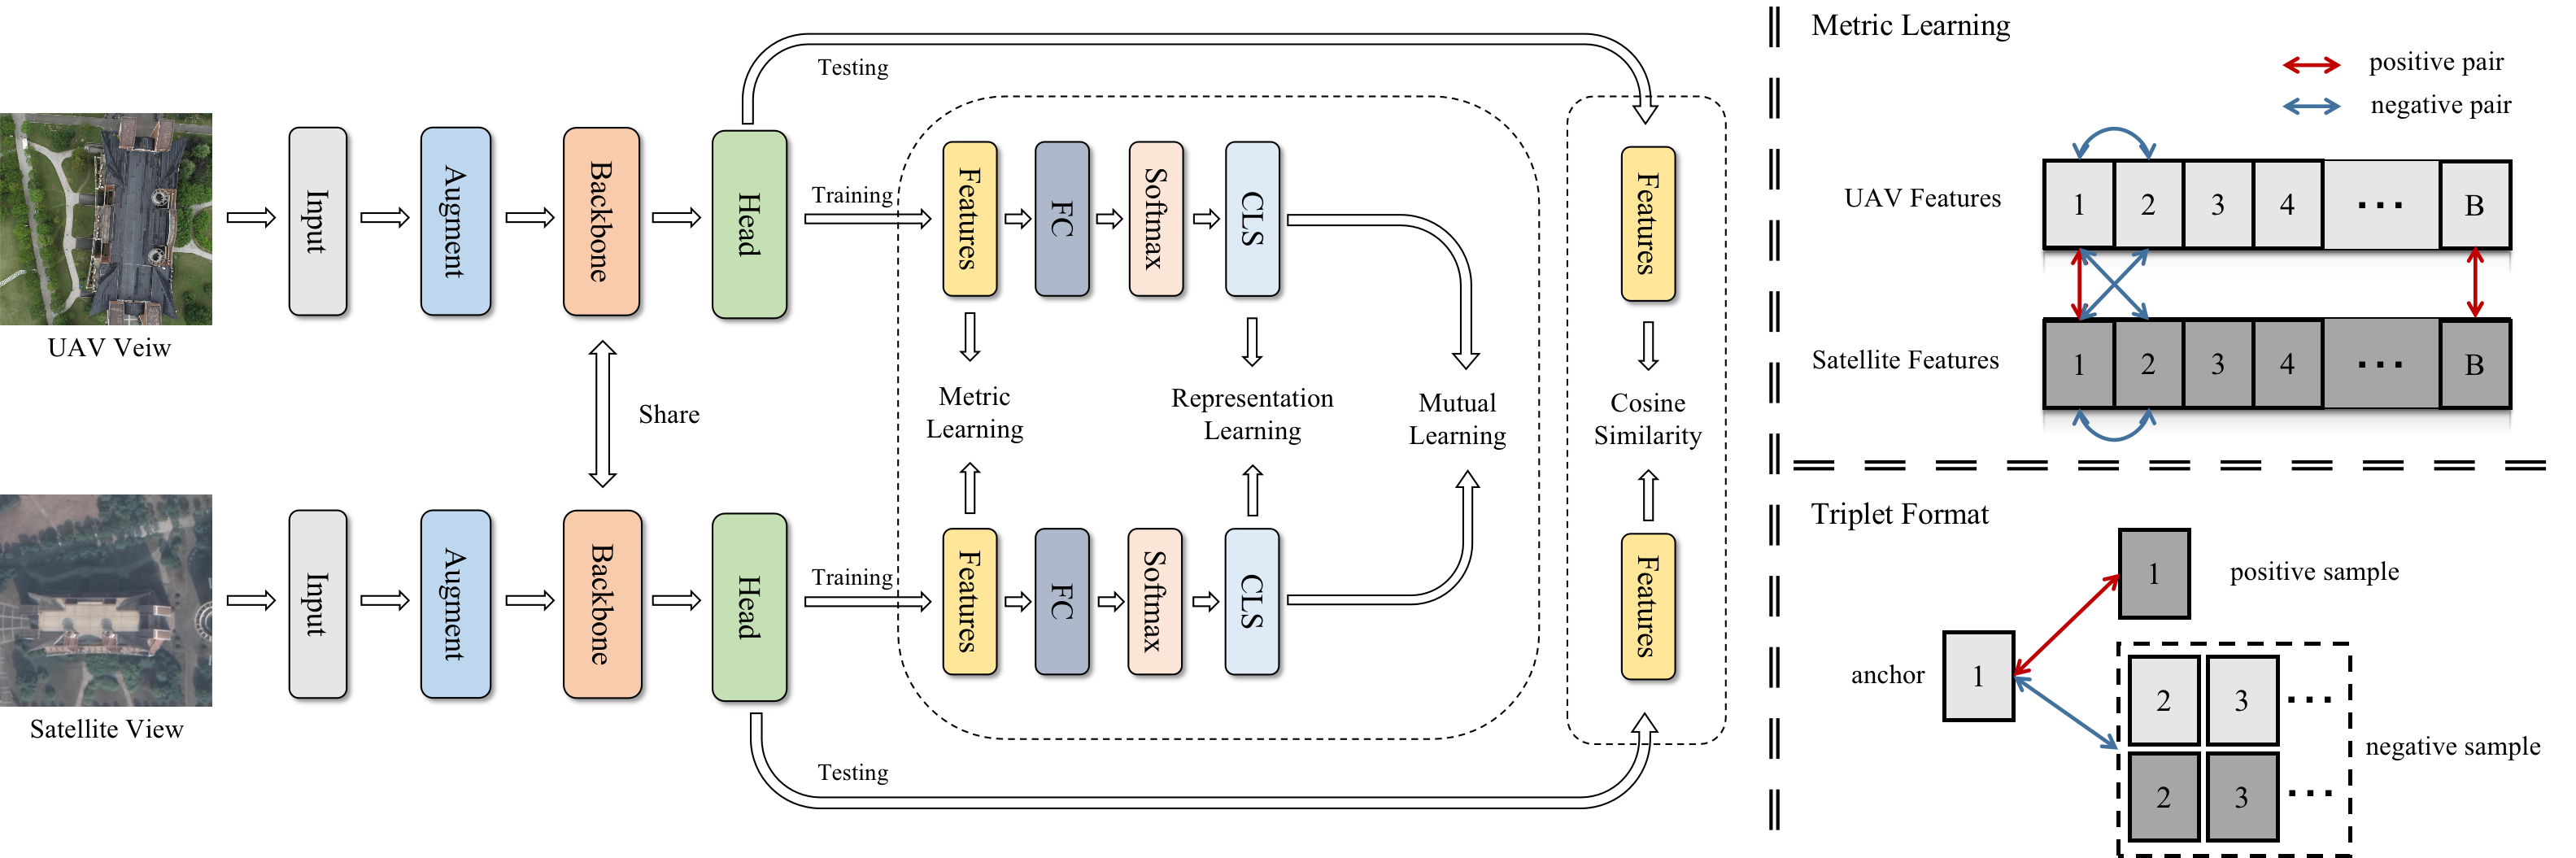 Testing
Input
Augment
Backbone
Head
Training
Features
FC
Softmax
CLS
Features
UAV Veiw
Share
Metric
Learning
Representation
Learning
Mutual
Learning
Cosine
Similarity
Input
Augment
Backbone
Head
Training
Features
FC
Softmax
CLS
Features
Satellite View
Testing
Metric Learning
positive pair
negative pair
UAV Features
1 2 3 4 ··· B
Satellite Features
1 2 3 4 ··· B
Triplet Format
1
positive sample
anchor
1
2 3 ···
negative sample
2 3 ···